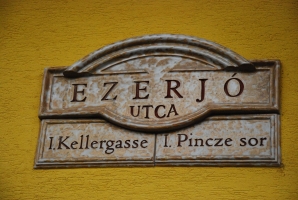 EZERJÓ
UTCA
I.Kellergasse I. Pincze sor